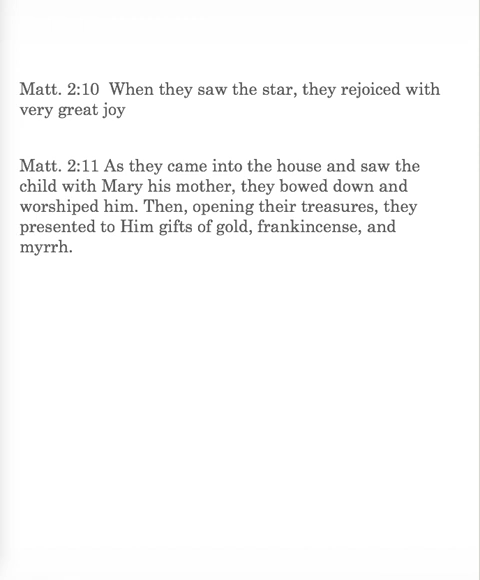 Matt. 2:10  When they saw the star, they rejoiced with
very great joy
Matt. 2:11 As they came into the house and saw the
child with Mary his mother, they bowed down and
worshiped him. Then, opening their treasures, they
presented to Him gifts of gold, frankincense, and
myrrh.